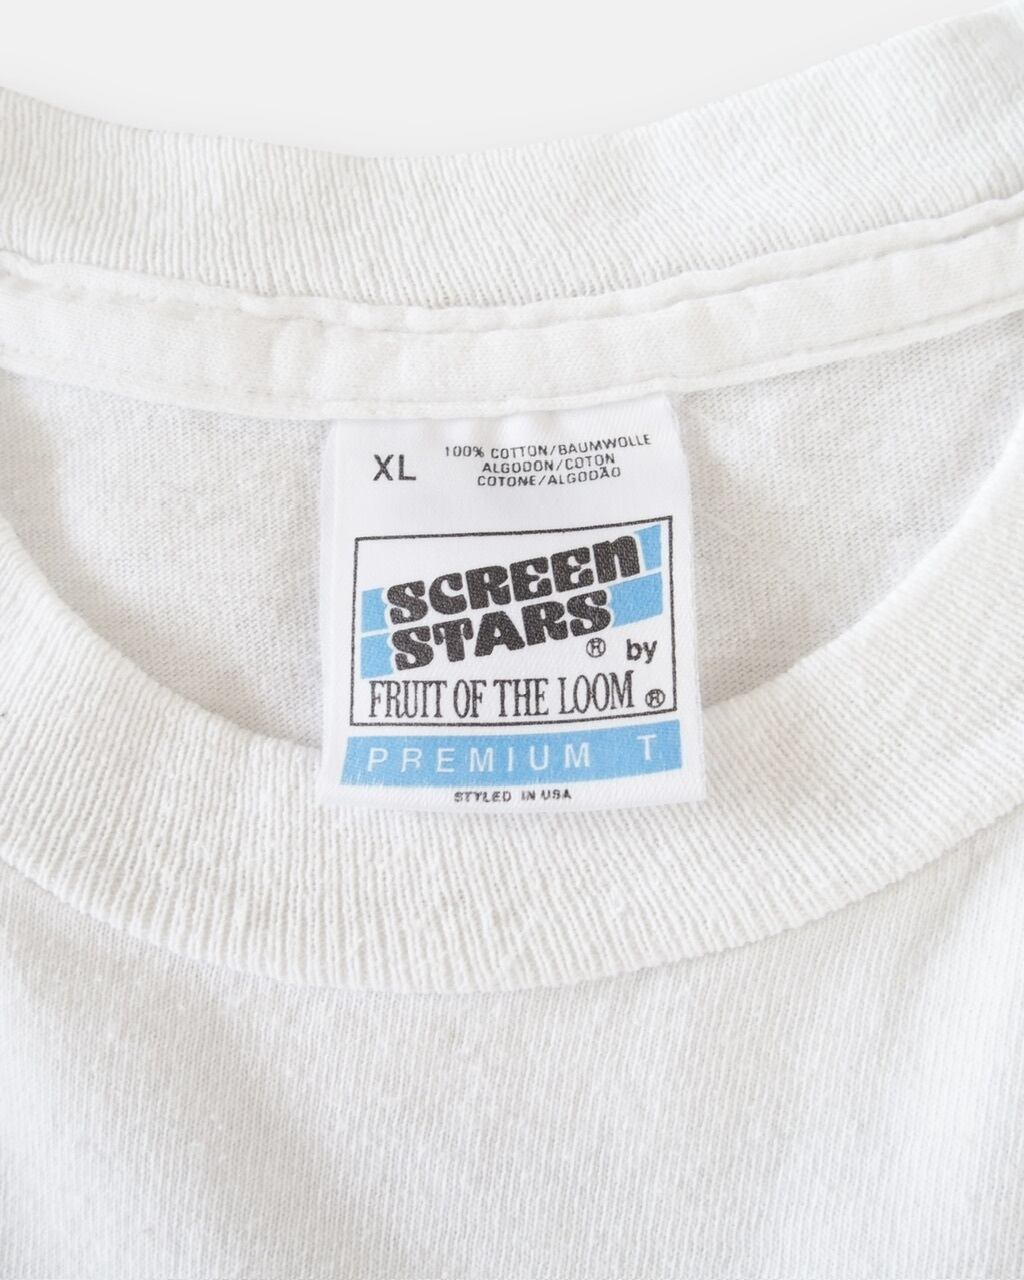 XL
100% COTTON/BAUMWOLLE
ALGODON/COTON
COTONE/ALGODÃO
SCREEN
STARS
® by
FRUIT OF THE LOOM ®
PREMIUM T
STYLED IN USA